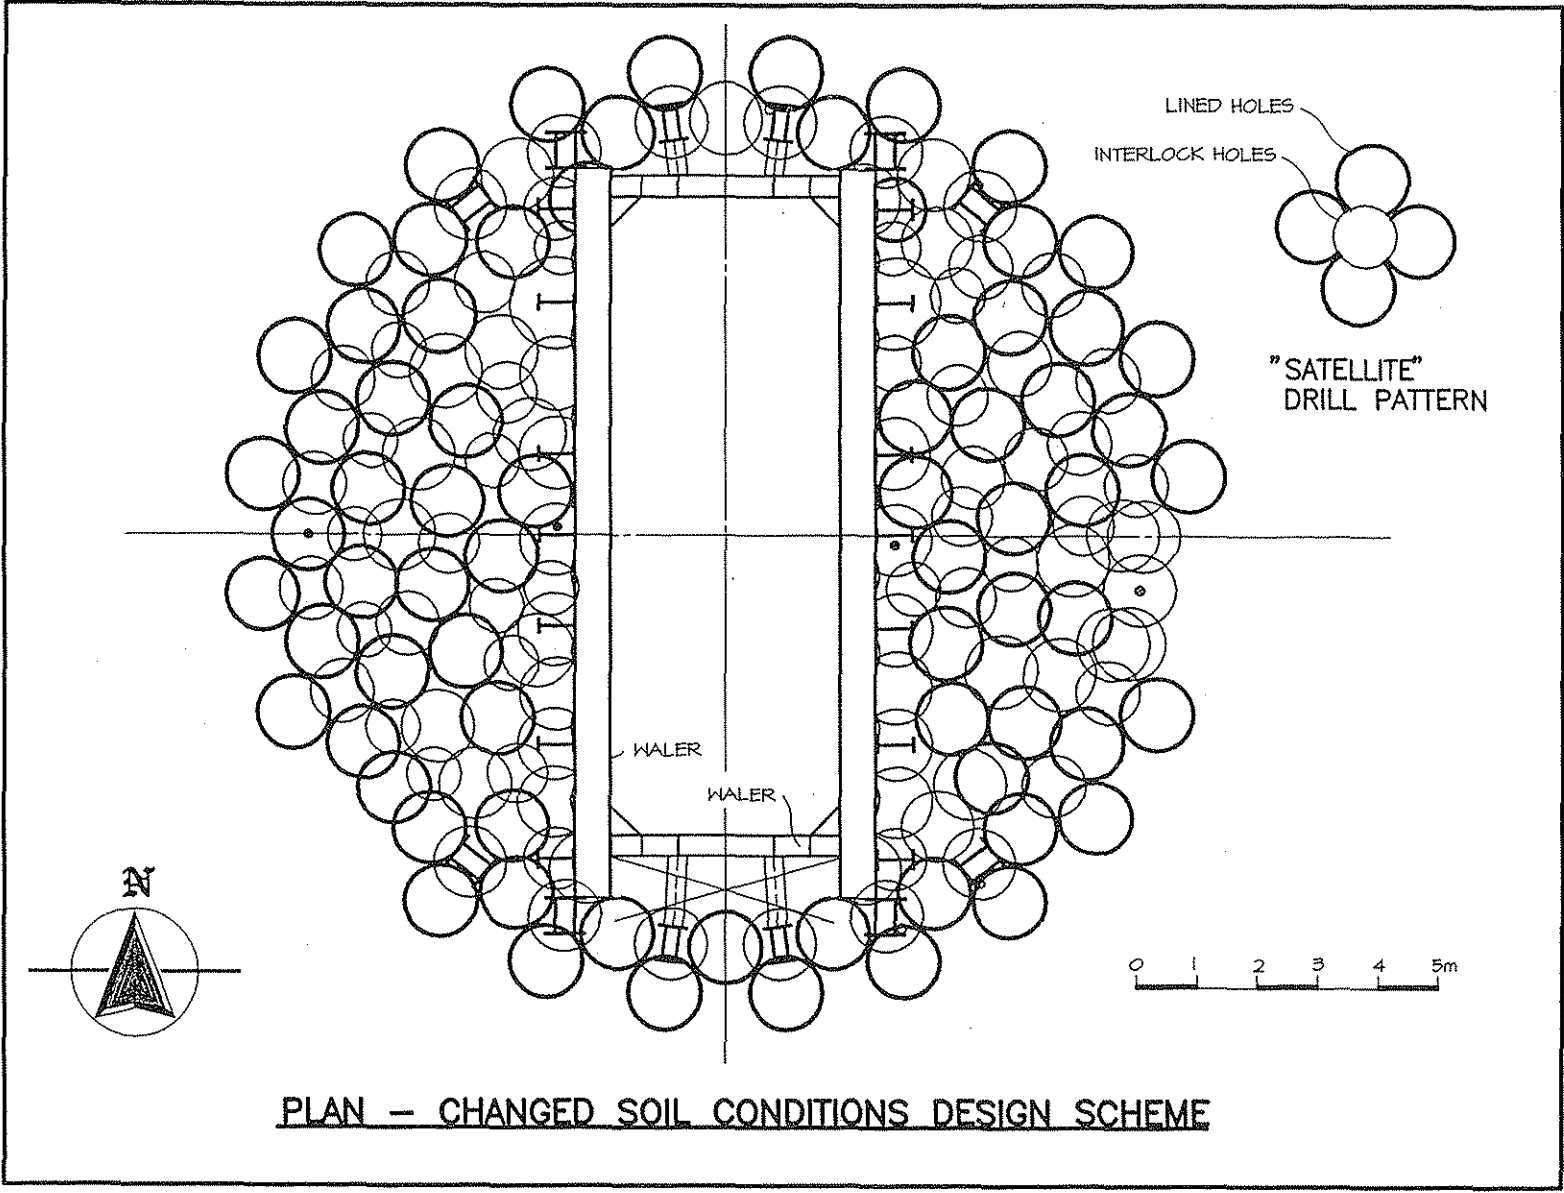 LINED HOLES
INTERLOCK HOLES
"SATELLITE"
DRILL PATTERN
WALER
WALER
N
0 1 2 3 4 5m
PLAN — CHANGED SOIL CONDITIONS DESIGN SCHEME